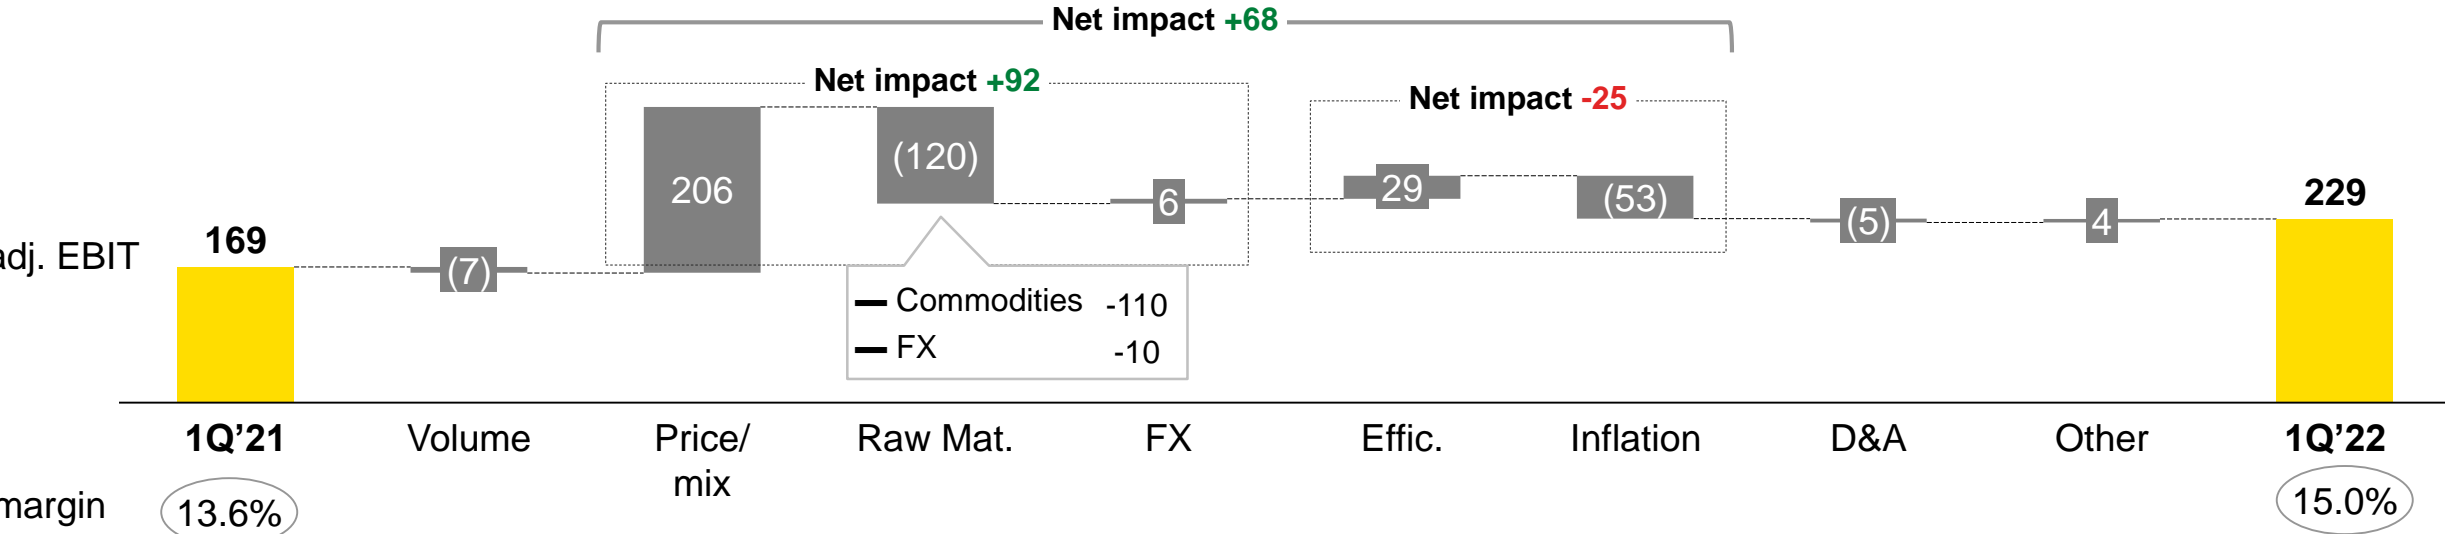 Net impact +68
Net impact +92
Net impact -25
206
(120)
6
29
(53)
(5)
4
229
169
adj. EBIT
(7)
Commodities -110
FX -10
1Q’21 Volume Price/ Raw Mat. FX Effic. Inflation D&A Other 1Q’22
mix
margin 13.6% 15.0%